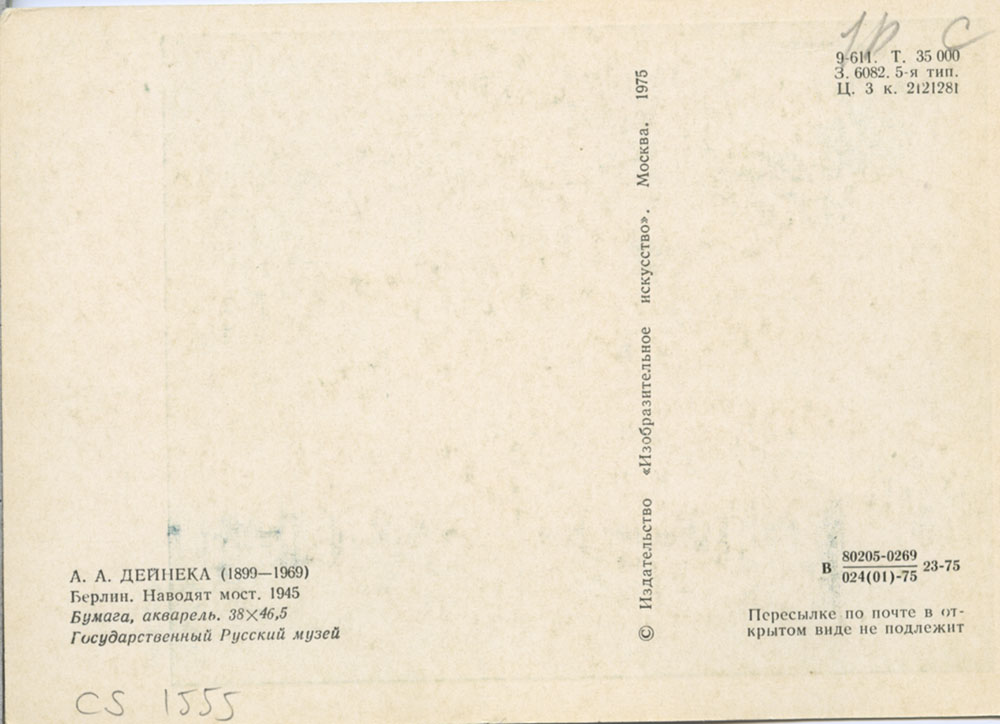 1р С
9-611. Т. 35 000
З. 6082. 5-я тип.
Ц. 3 к. 2121281
© Издательство «Изобразительное искусство». Москва. 1975
А. А. ДЕЙНЕКА (1899—1969)
Берлин. Наводят мост. 1945
Бумага, акварель. 38×46,5
Государственный Русский музей
В 80205-0269 23-75
024(01)-75
Пересылке по почте в от-
крытом виде не подлежит
CS 1555